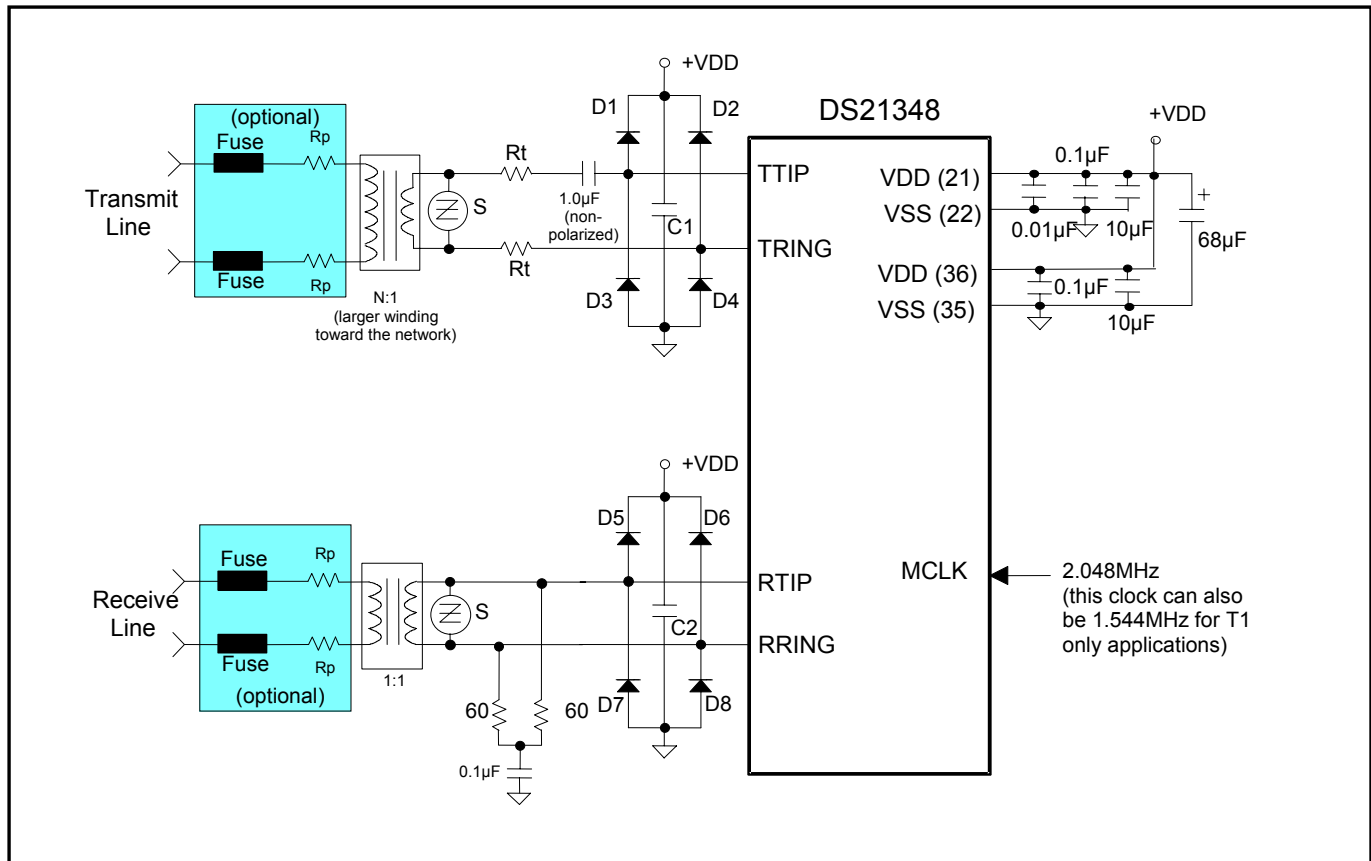 +VDD
(optional)
Fuse
Rp
Transmit
Line
Fuse
Rp
N:1
(larger winding
toward the network)
S
Rt
Rt
1.0µF
(non-
polarized)
D1
D2
C1
D3
D4
DS21348
TTIP
TRING
VDD (21)
VSS (22)
VDD (36)
VSS (35)
+VDD
0.1µF
0.01µF
10µF
+
68µF
0.1µF
10µF
+VDD
Fuse
Rp
Receive
Line
Fuse
Rp
(optional)
1:1
S
60
60
0.1µF
D5
D6
C2
D7
D8
RTIP
RRING
MCLK
2.048MHz
(this clock can also
be 1.544MHz for T1
only applications)